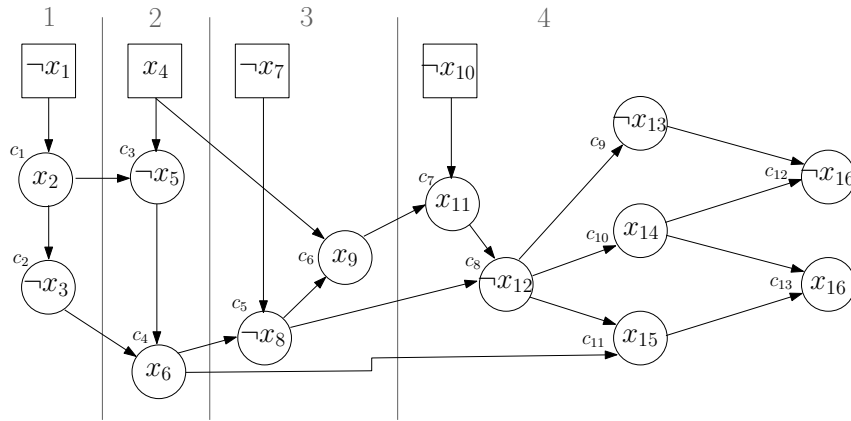 1 2 3 4
¬x₁ x₄ ¬x₇ ¬x₁₀
c₉ ¬x₁₃
c₁ x₂ c₃ ¬x₅ c₇ x₁₁ c₁₂ ¬x₁₆
c₆ x₉ c₁₀ x₁₄
c₂ ¬x₃ c₈ ¬x₁₂ c₁₃ x₁₆
c₄ x₆ c₅ ¬x₈ c₁₁ x₁₅